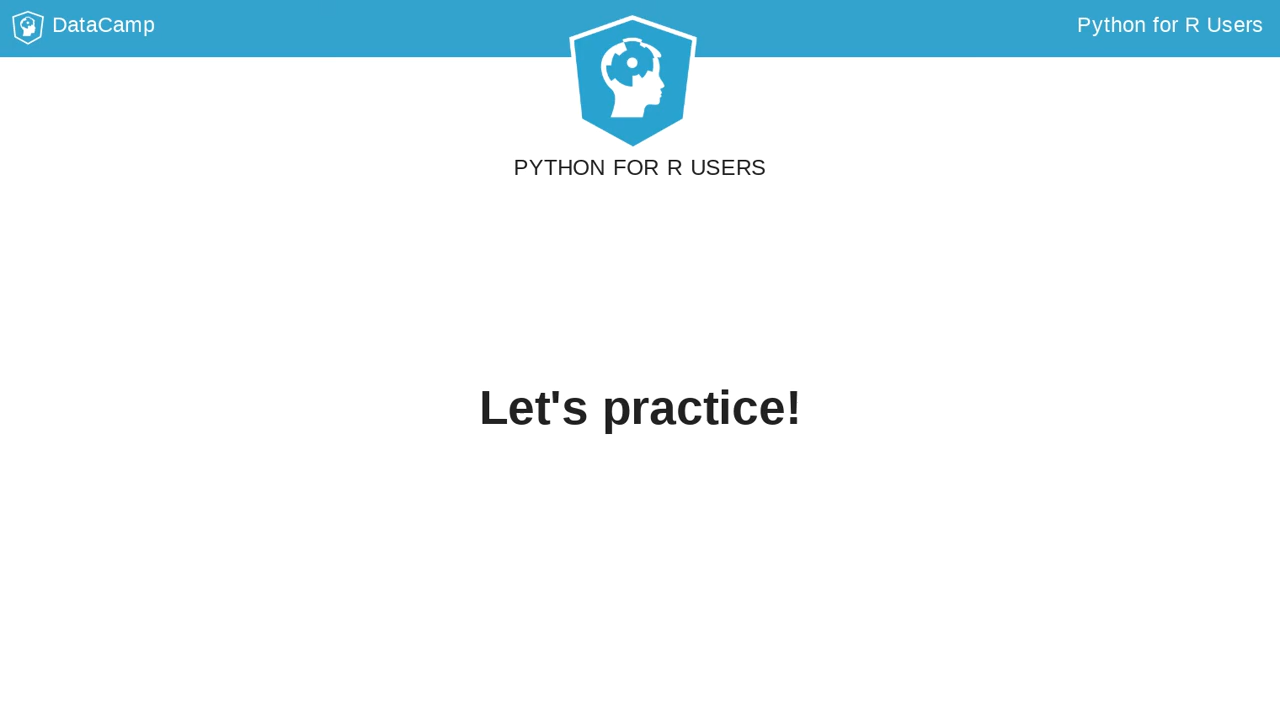 DataCamp
Python for R Users
PYTHON FOR R USERS
Let's practice!